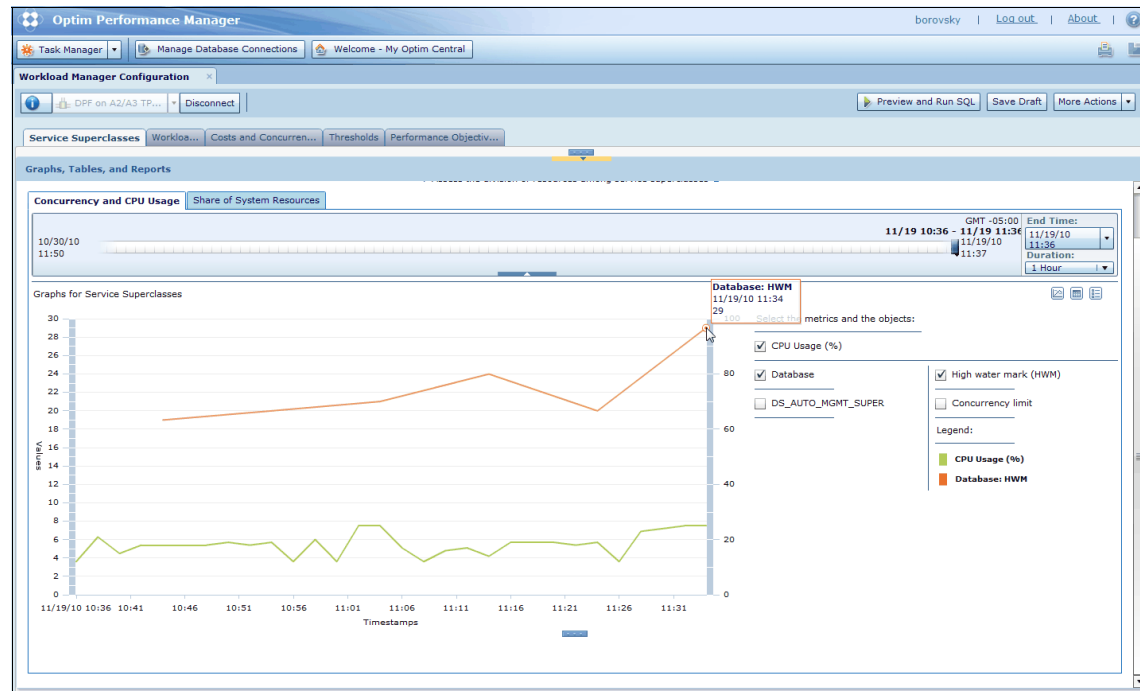 Optim Performance Manager
borovsky | Log out | About | ?
Task Manager
Manage Database Connections
Welcome - My Optim Central
Workload Manager Configuration ×
DPF on A2/A3 TP...
Disconnect
Preview and Run SQL
Save Draft
More Actions
Service Superclasses
Workloa...
Costs and Concurren...
Thresholds
Performance Objectiv...
Graphs, Tables, and Reports
Concurrency and CPU Usage
Share of System Resources
GMT -05:00
11/19 10:36 - 11/19 11:36
10/30/10
11:50
11/19/10
11:37
End Time:
11/19/10
11:36
Duration:
1 Hour
Graphs for Service Superclasses
Database: HWM
11/19/10 11:34
29
Select the metrics and the objects:
CPU Usage (%)
Database
High water mark (HWM)
DS_AUTO_MGMT_SUPER
Concurrency limit
Legend:
CPU Usage (%)
Database: HWM
30
28
26
24
22
20
18
16
14
12
10
8
6
4
2
0
Values
100
80
60
40
20
0
11/19/10 10:36 10:41 10:46 10:51 10:56 11:01 11:06 11:11 11:16 11:21 11:26 11:31
Timestamps